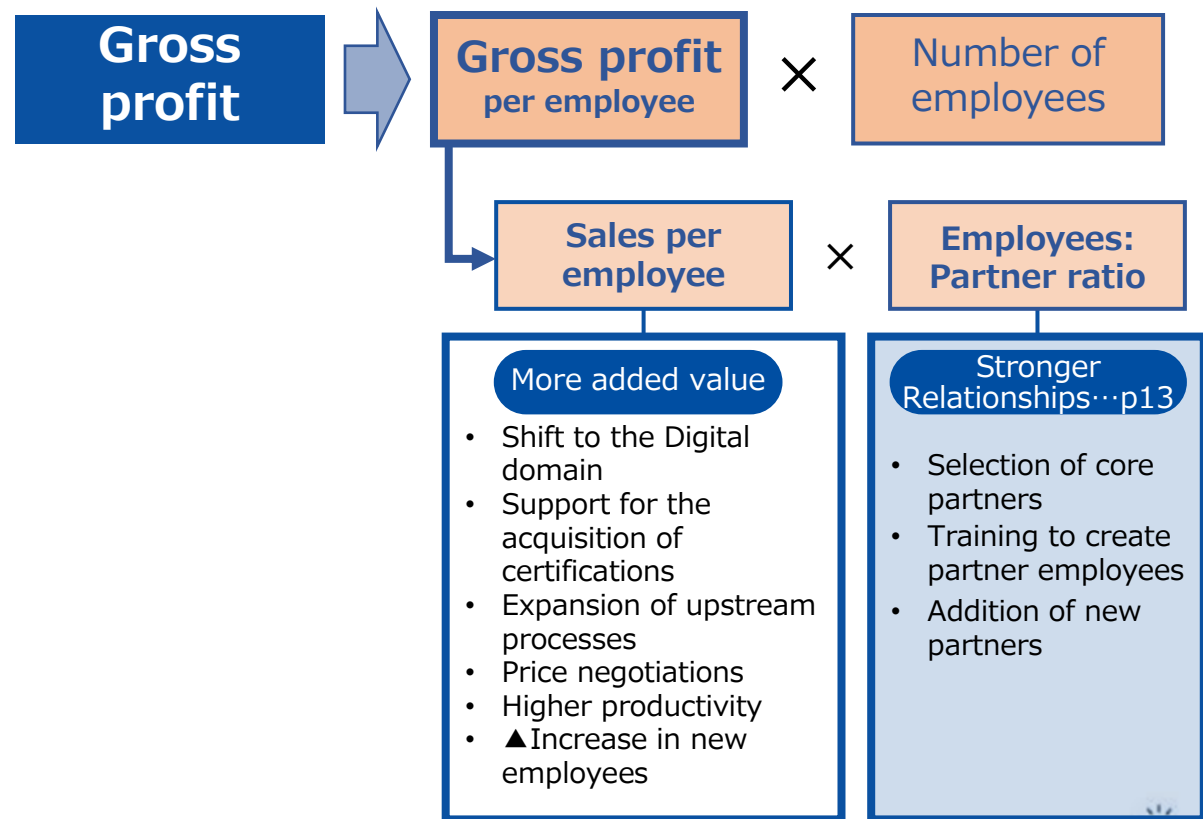 Gross
profit
Gross profit
per employee
×
Number of
employees
Sales per
employee
×
Employees:
Partner ratio
More added value
• Shift to the Digital
domain
• Support for the
acquisition of
certifications
• Expansion of upstream
processes
• Price negotiations
• Higher productivity
• ▲Increase in new
employees
Stronger
Relationships…p13
• Selection of core
partners
• Training to create
partner employees
• Addition of new
partners